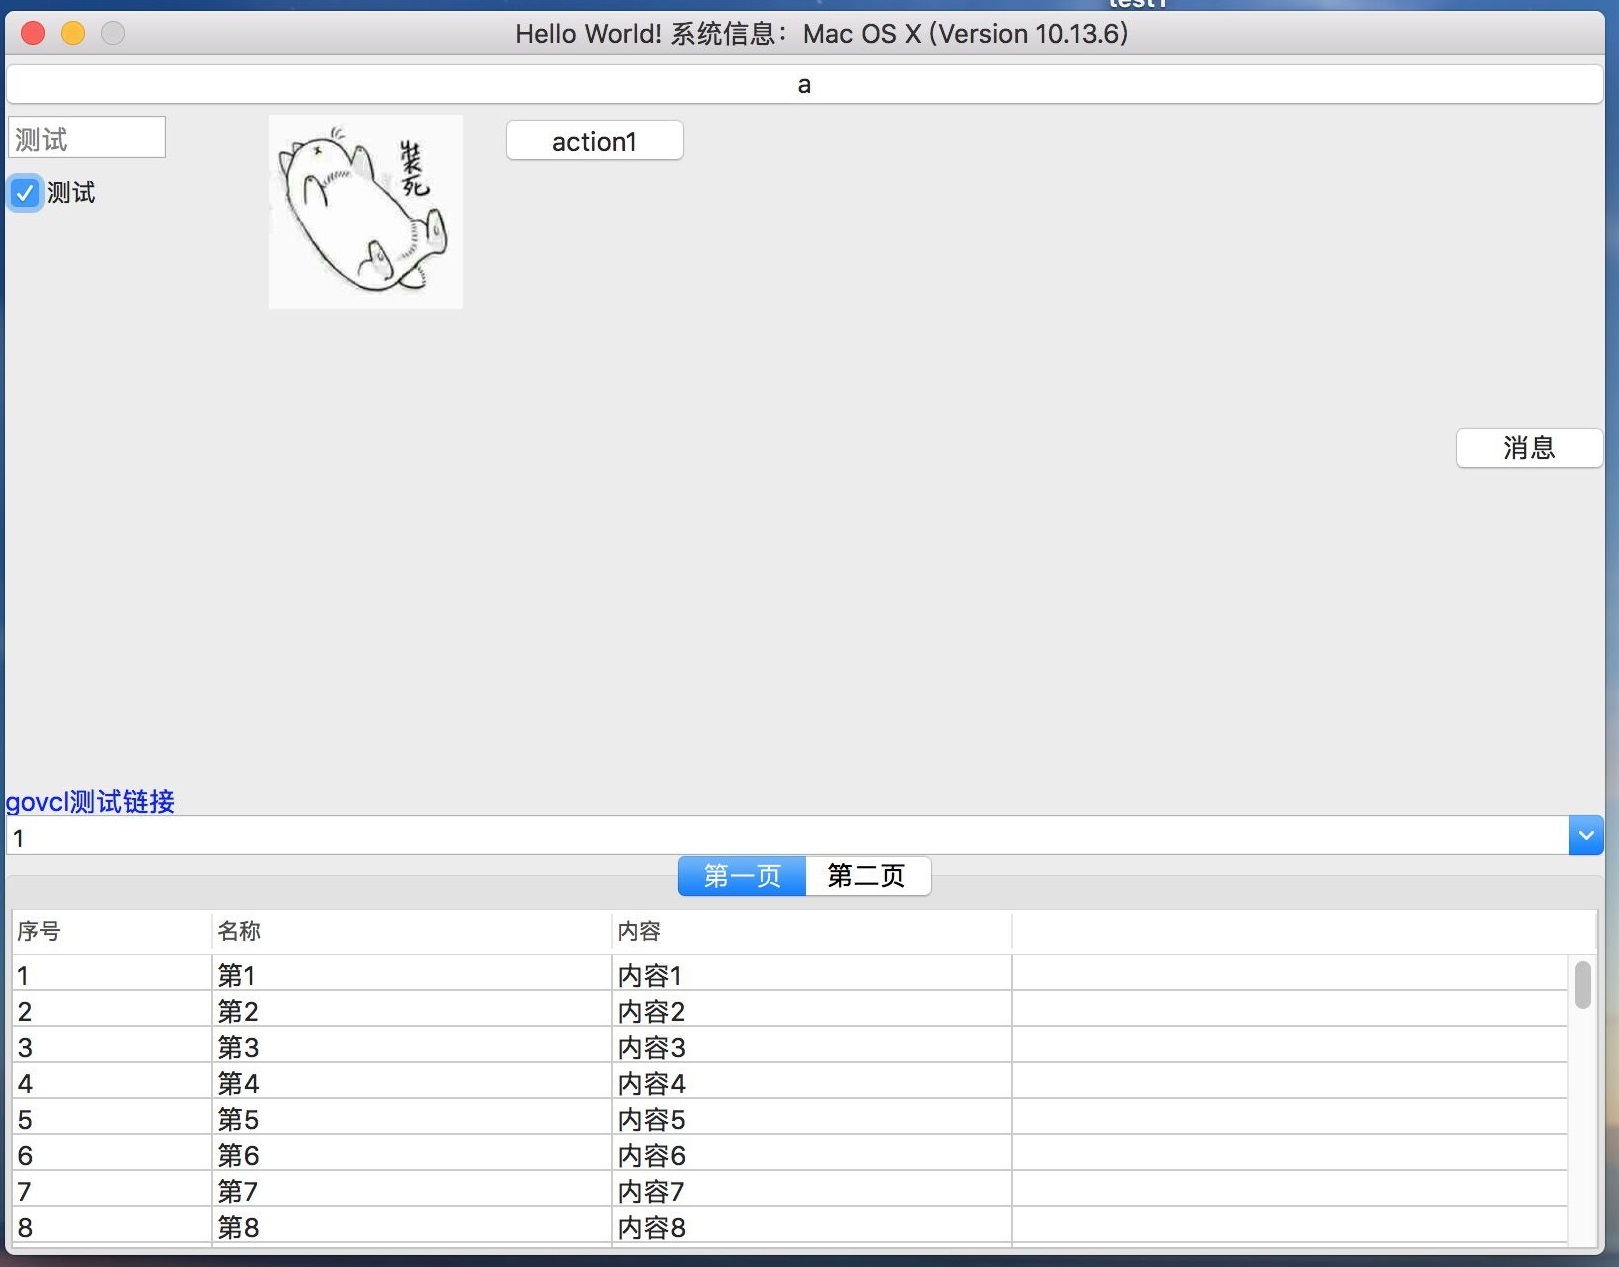 test1
Hello World! 系统信息：Mac OS X (Version 10.13.6)
a
测试
action1
裝死
测试
消息
govcl测试链接
1
第一页 第二页
序号 名称 内容
1 第1 内容1
2 第2 内容2
3 第3 内容3
4 第4 内容4
5 第5 内容5
6 第6 内容6
7 第7 内容7
8 第8 内容8